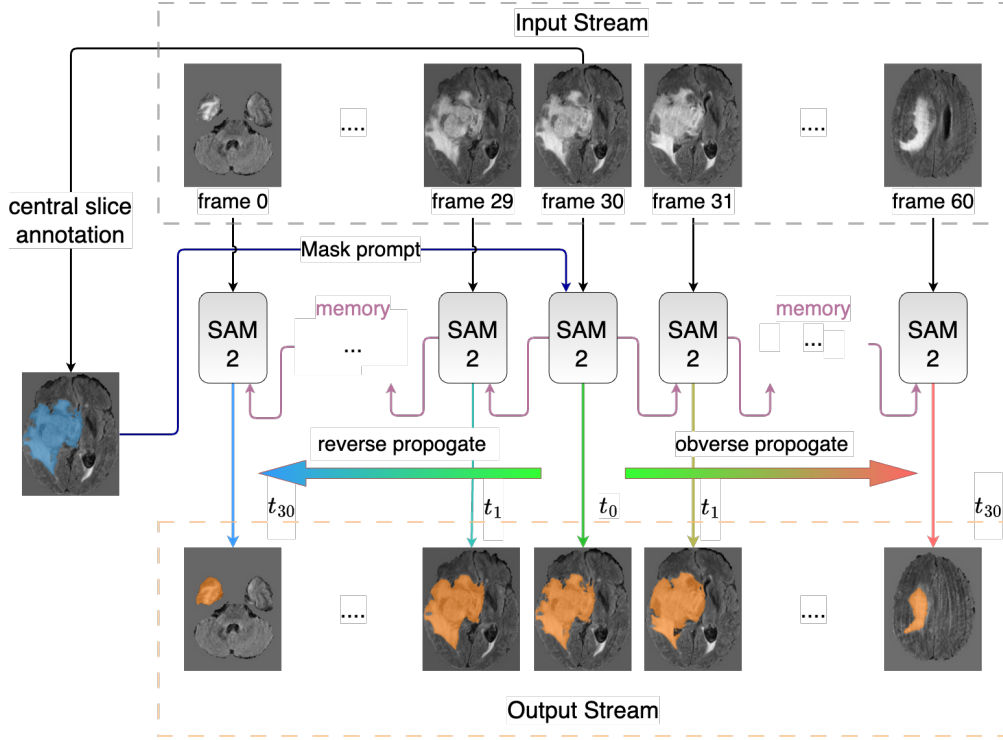 Input Stream
....
....
frame 0
frame 29
frame 30
frame 31
frame 60
central slice
annotation
Mask prompt
SAM
2
memory
...
SAM
2
SAM
2
SAM
2
memory
...
SAM
2
reverse propogate
obverse propogate
t30
t1
t0
t1
t30
....
....
Output Stream